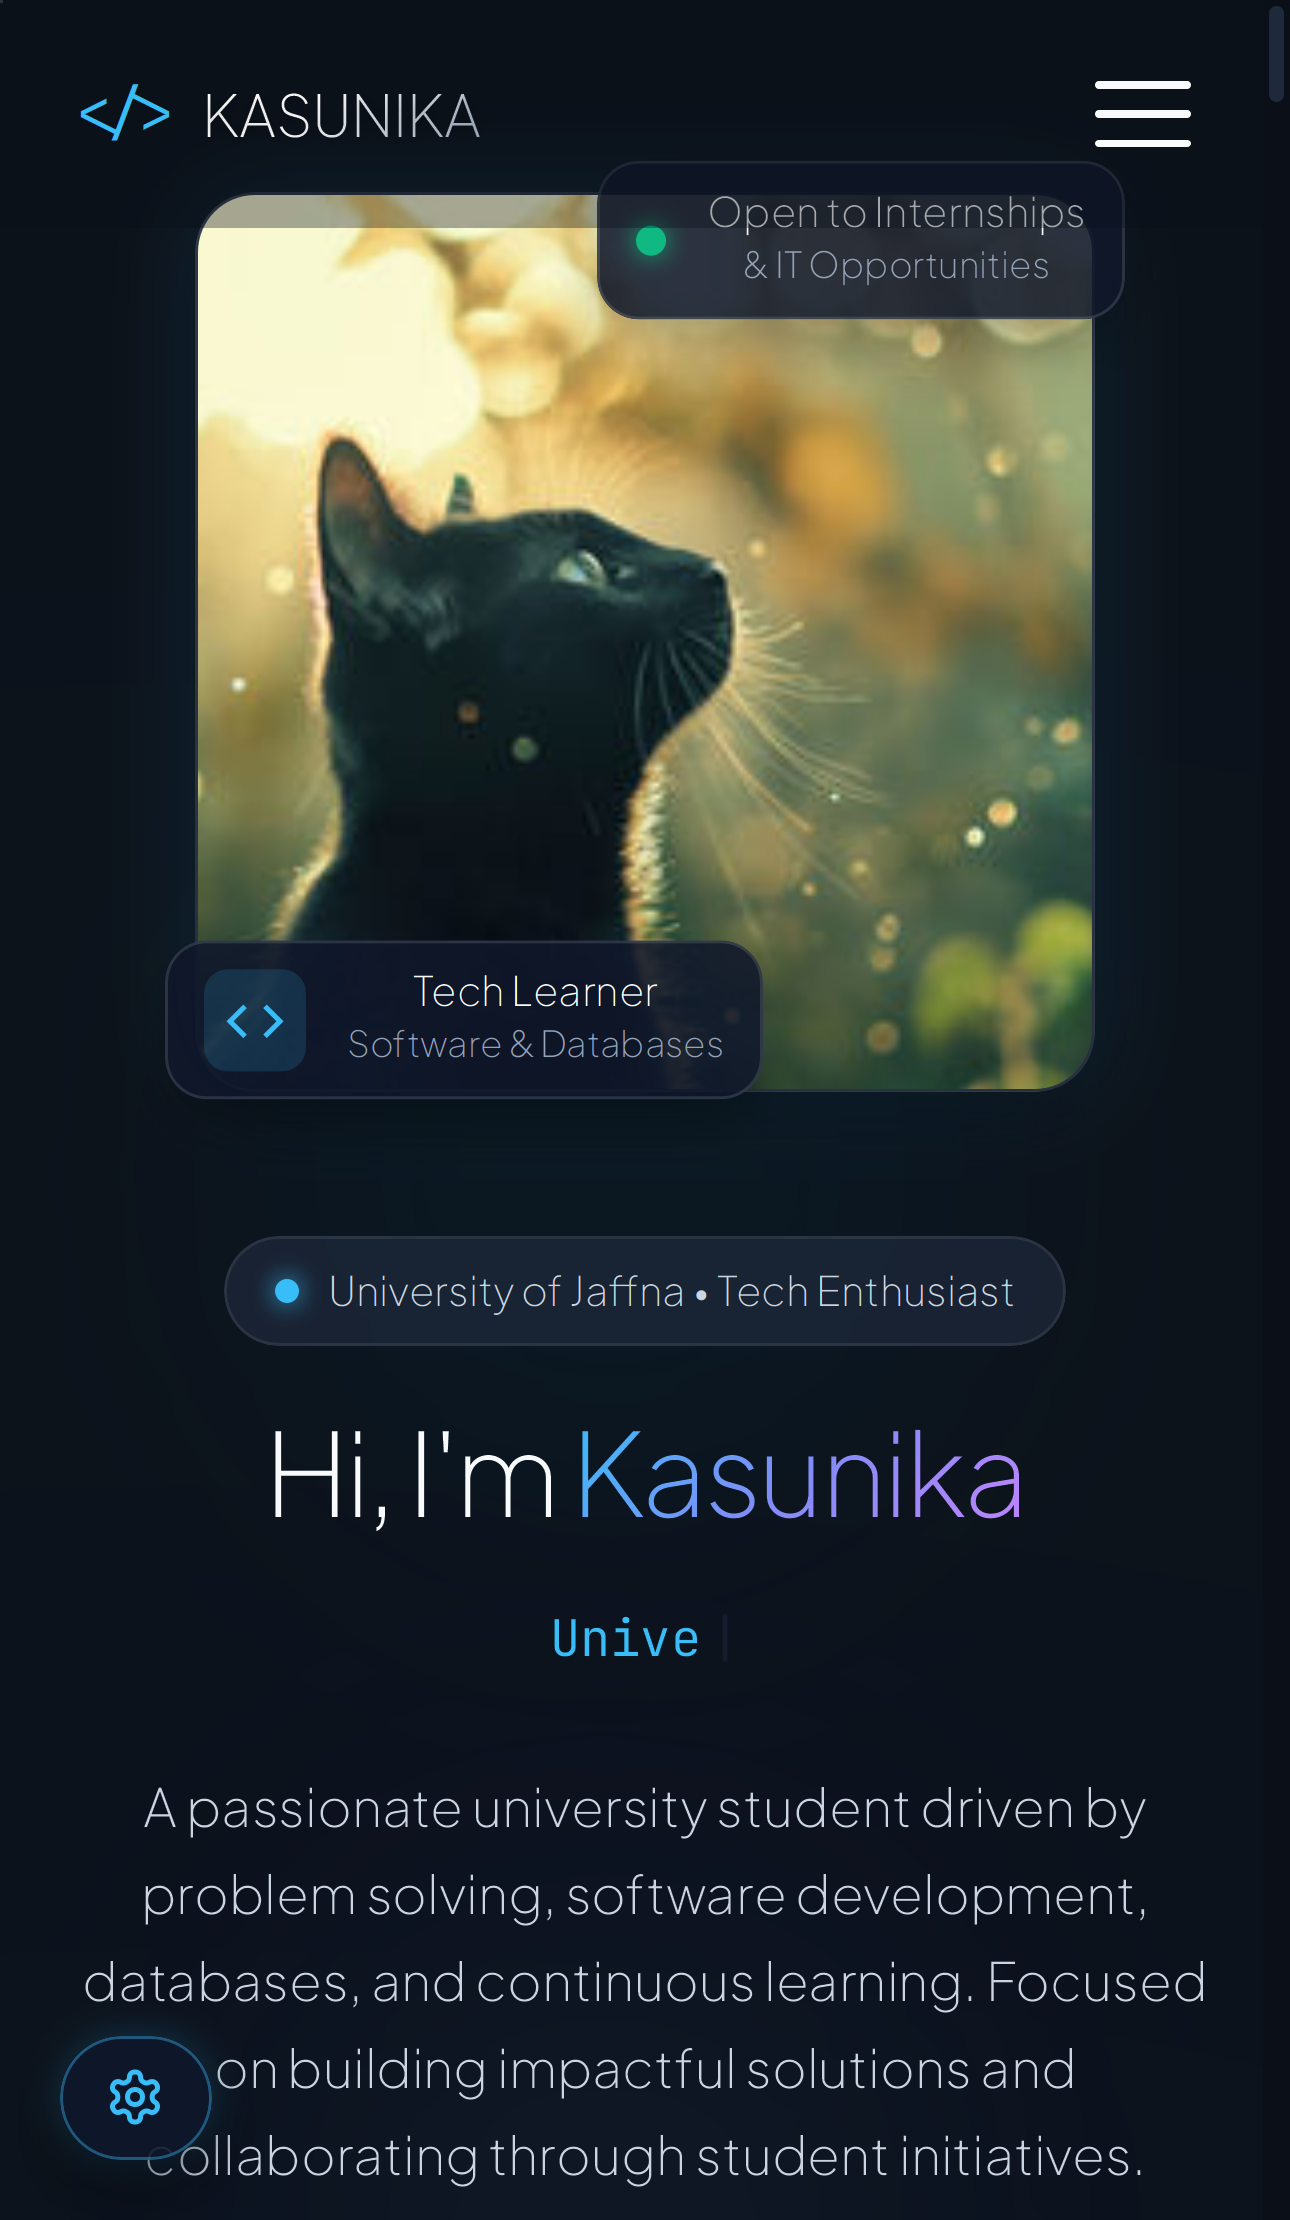 </> KASUNIKA
Open to Internships
& IT Opportunities
Tech Learner
Software & Databases
University of Jaffna • Tech Enthusiast
Hi, I'm Kasunika
Unive
A passionate university student driven by
problem solving, software development,
databases, and continuous learning. Focused
on building impactful solutions and
collaborating through student initiatives.